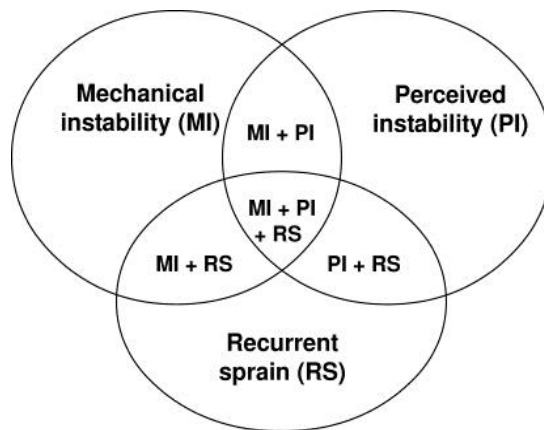 Mechanical
instability (MI)
Perceived
instability (PI)
MI + PI
MI + PI
+ RS
MI + RS
PI + RS
Recurrent
sprain (RS)